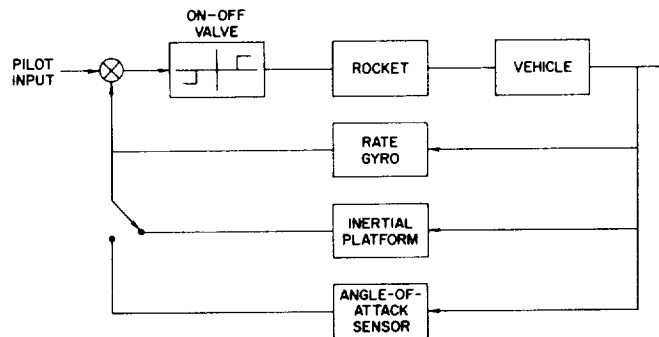 ON-OFF
VALVE
PILOT
INPUT
ROCKET
VEHICLE
RATE
GYRO
INERTIAL
PLATFORM
ANGLE-OF-
ATTACK
SENSOR